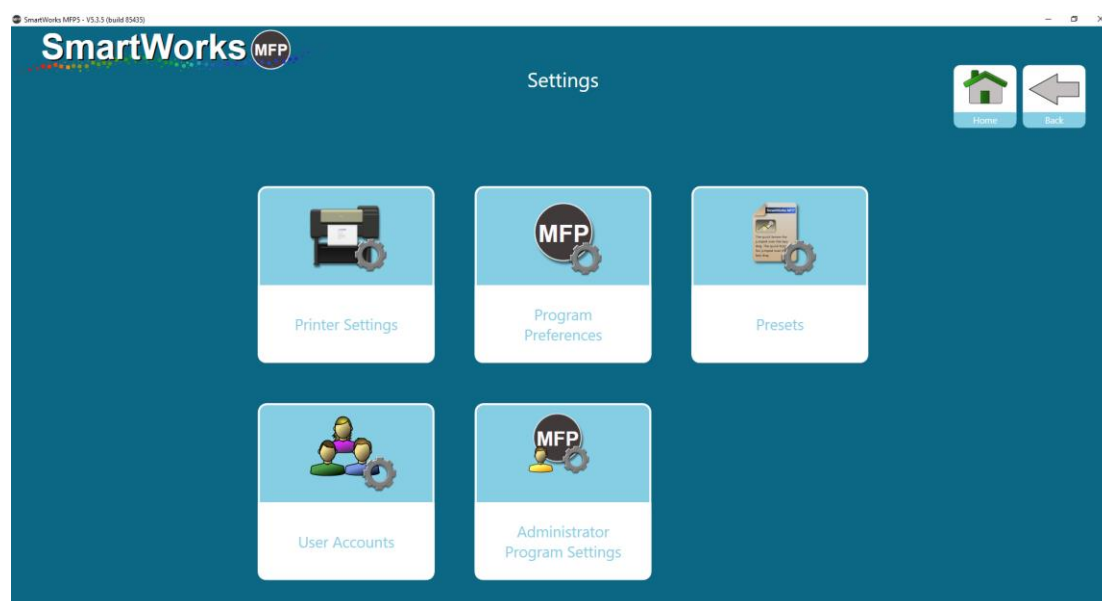 SmartWorks MFP5 - V5.3.5 (build 85435)
SmartWorks MFP
Settings
Home
Back
MFP
Printer Settings
Program
Preferences
Presets
MFP
User Accounts
Administrator
Program Settings